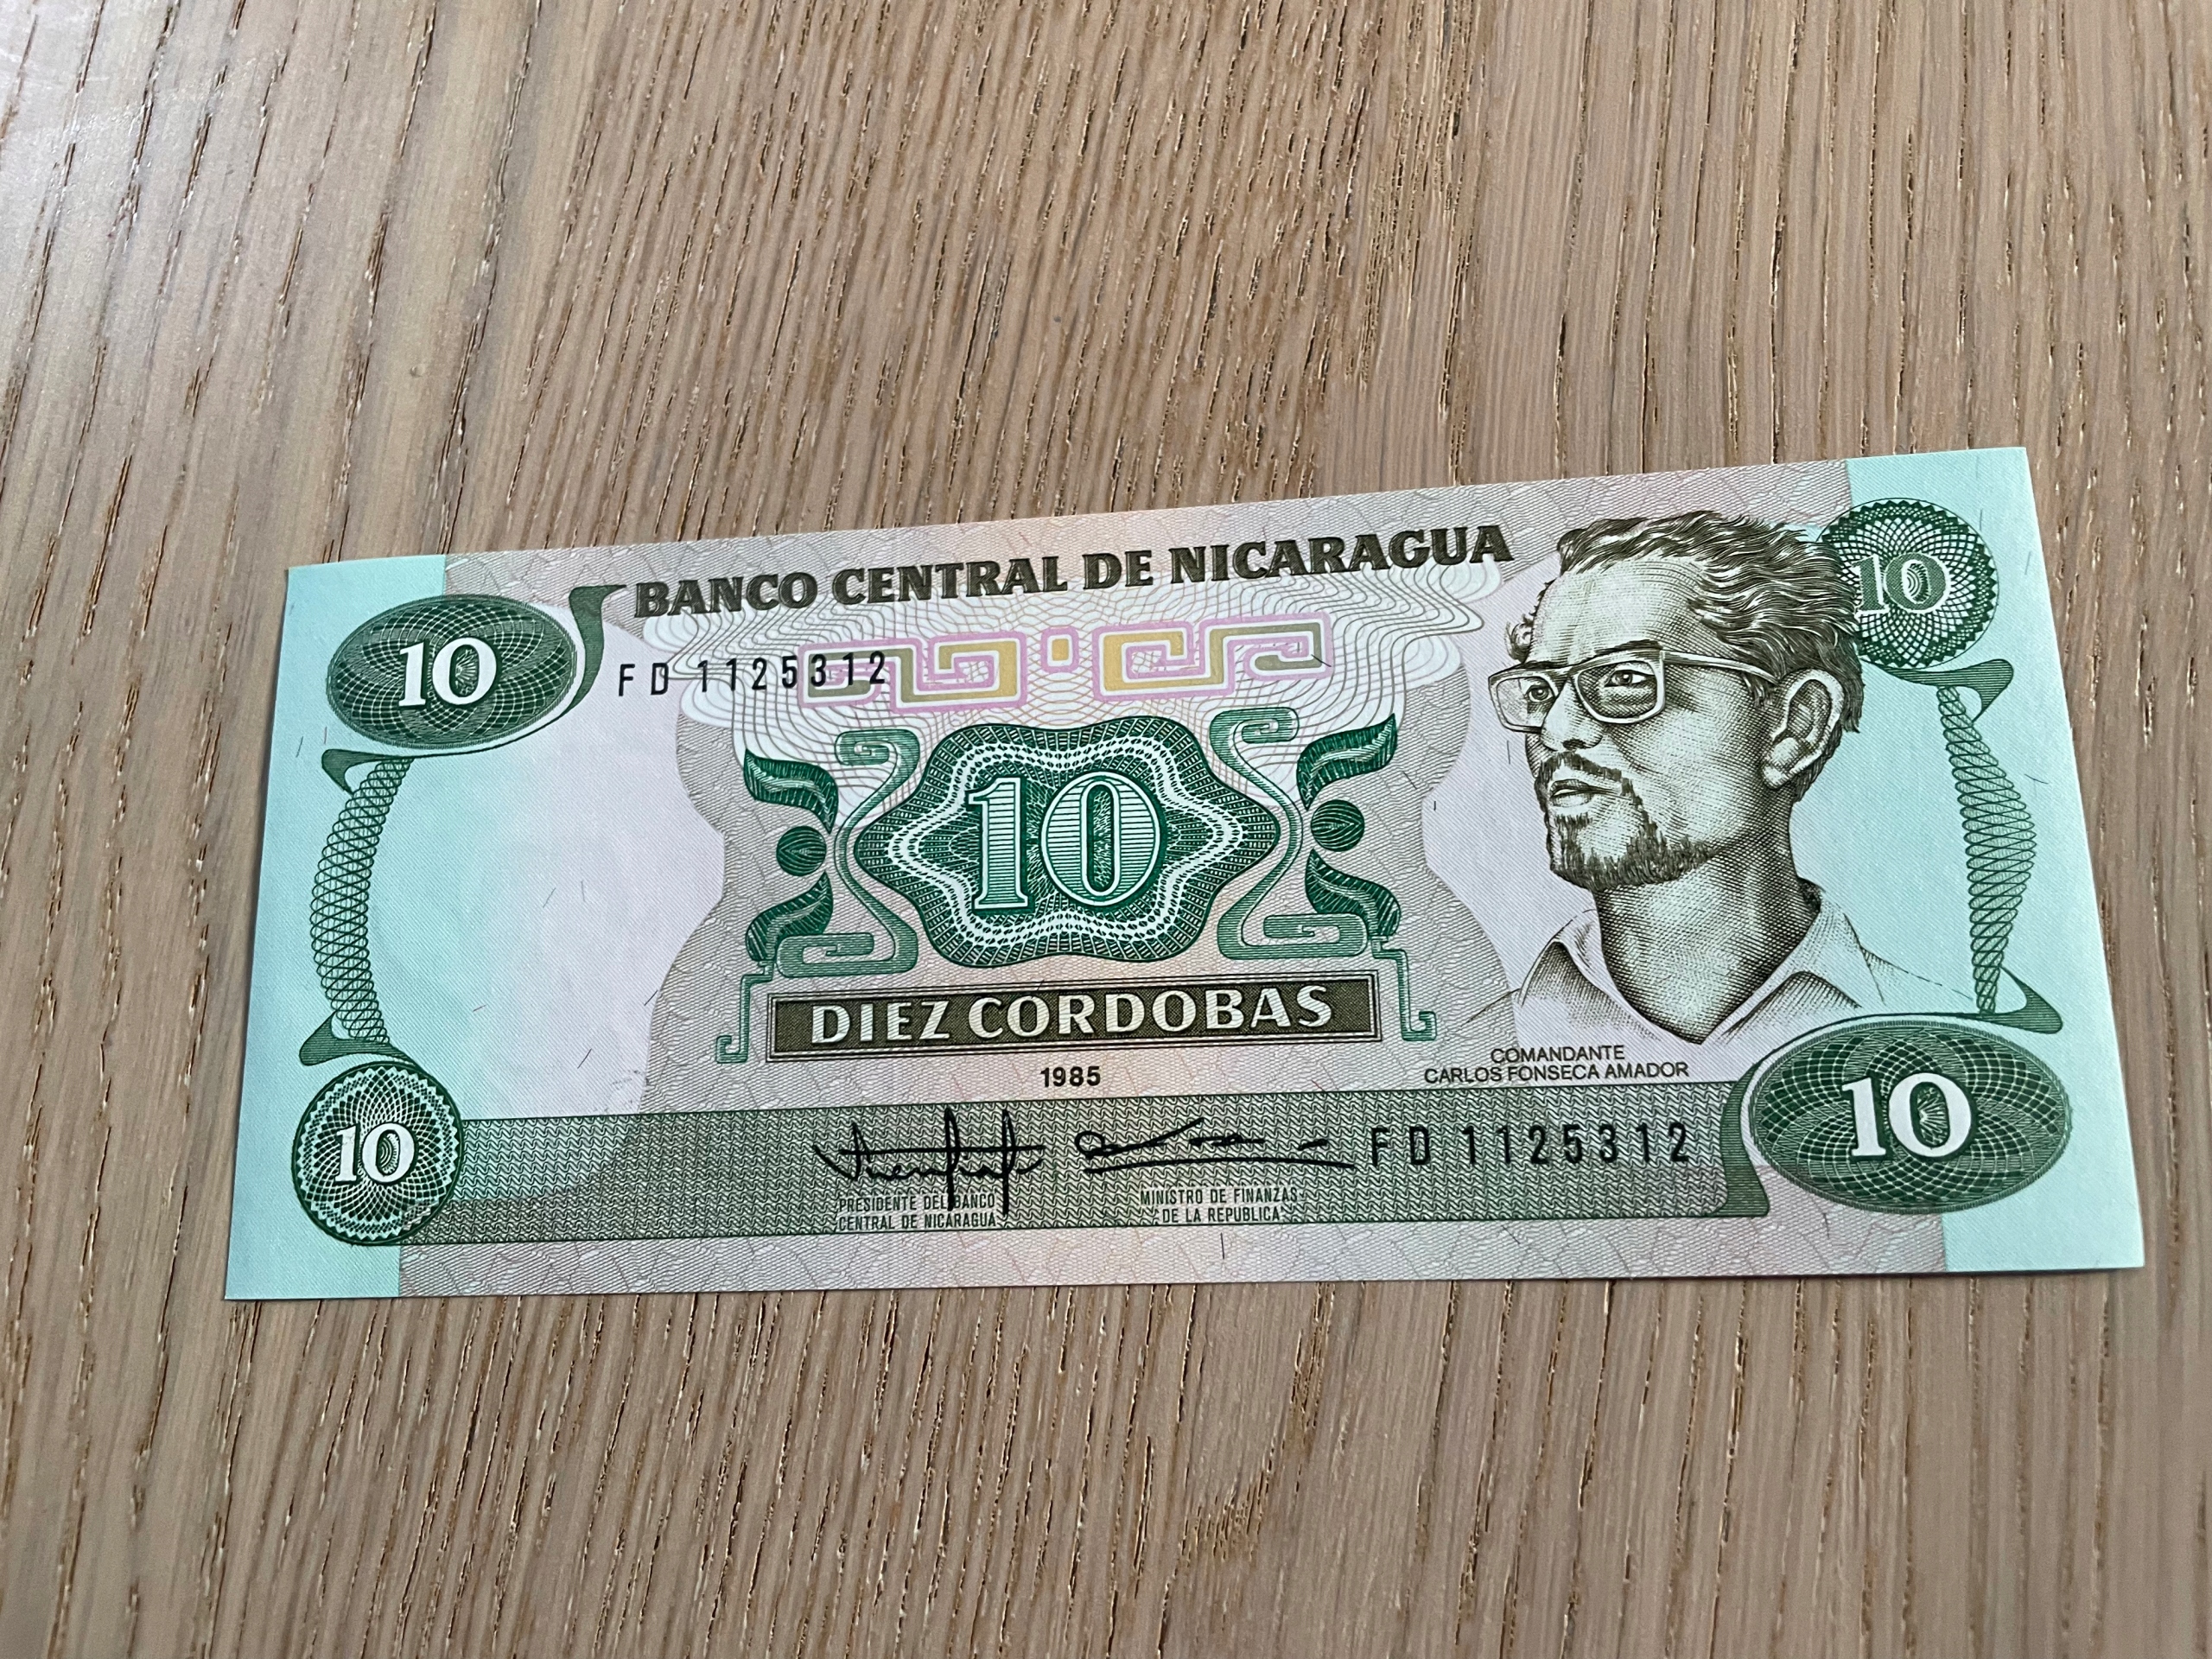 BANCO CENTRAL DE NICARAGUA
10
10
FD 1125312
10
DIEZ CORDOBAS
1985
COMANDANTE
CARLOS FONSECA AMADOR
10
10
FD 1125312
PRESIDENTE DEL BANCO
CENTRAL DE NICARAGUA
MINISTRO DE FINANZAS
DE LA REPUBLICA